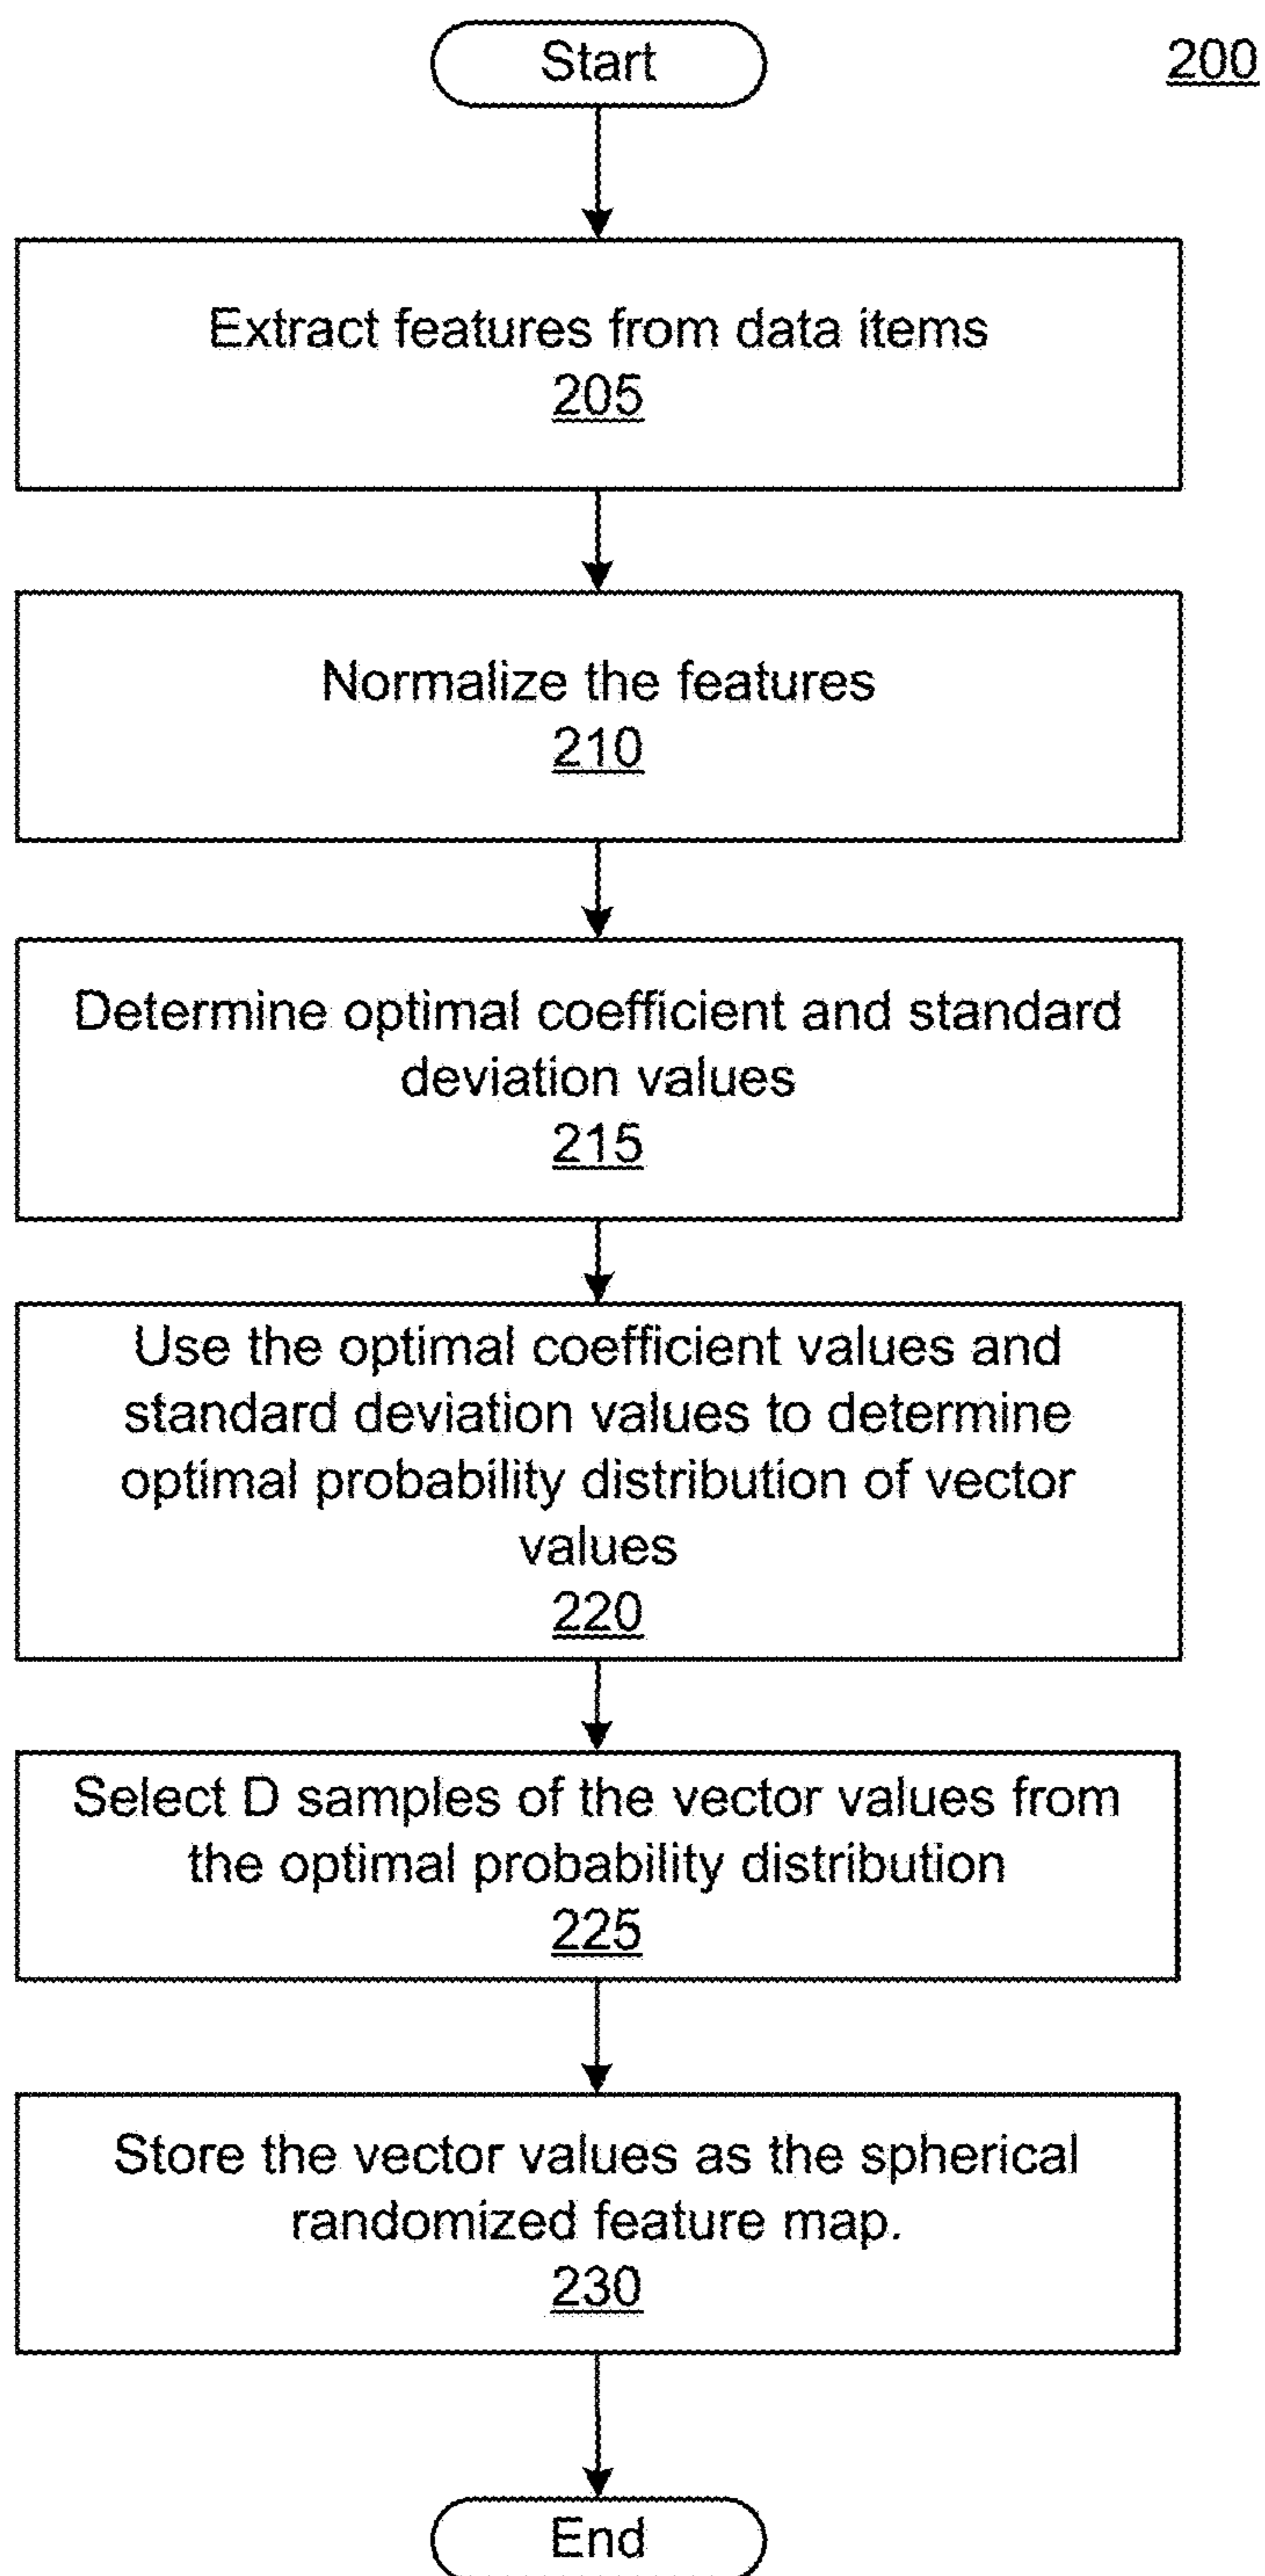 Start
200
Extract features from data items
205
Normalize the features
210
Determine optimal coefficient and standard
deviation values
215
Use the optimal coefficient values and
standard deviation values to determine
optimal probability distribution of vector
values
220
Select D samples of the vector values from
the optimal probability distribution
225
Store the vector values as the spherical
randomized feature map.
230
End